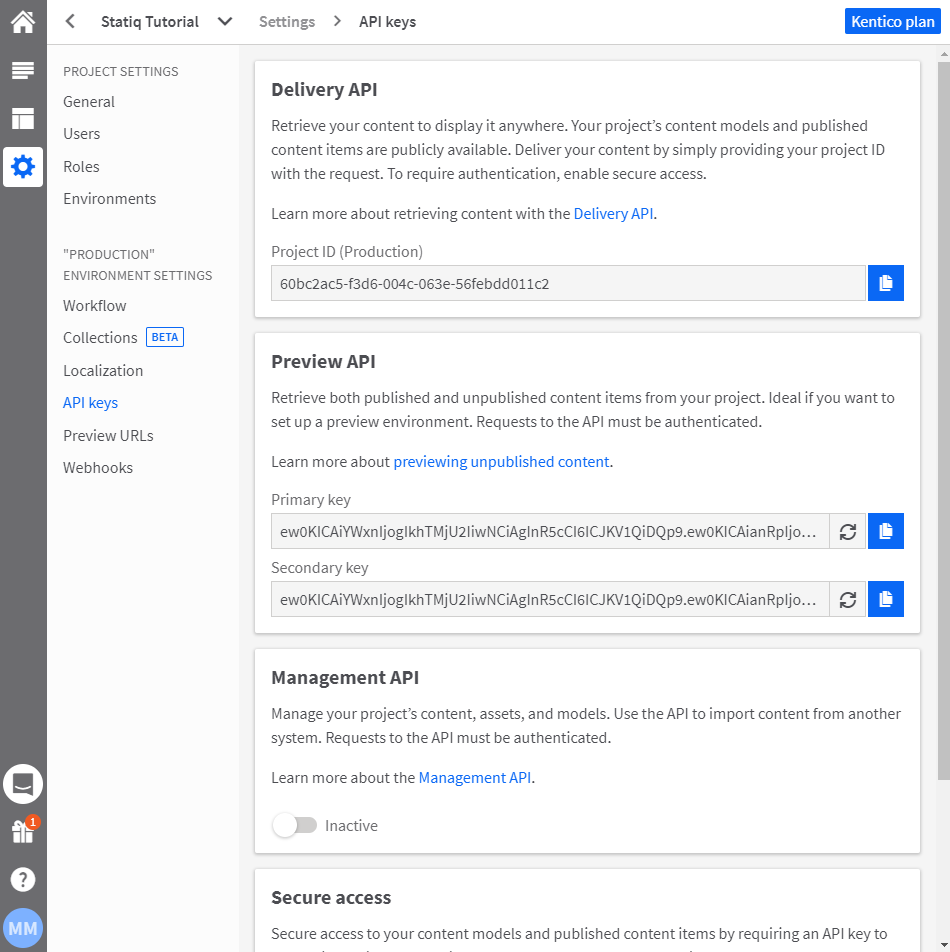 Statiq Tutorial Settings API keys Kentico plan
PROJECT SETTINGS
General
Users
Roles
Environments
"PRODUCTION"
ENVIRONMENT SETTINGS
Workflow
Collections BETA
Localization
API keys
Preview URLs
Webhooks
1
?
MM
Delivery API
Retrieve your content to display it anywhere. Your project’s content models and published
content items are publicly available. Deliver your content by simply providing your project ID
with the request. To require authentication, enable secure access.
Learn more about retrieving content with the Delivery API.
Project ID (Production)
60bc2ac5-f3d6-004c-063e-56febdd011c2
Preview API
Retrieve both published and unpublished content items from your project. Ideal if you want to
set up a preview environment. Requests to the API must be authenticated.
Learn more about previewing unpublished content.
Primary key
ew0KICAiYWxnIjogIkhTMjU2IiwNCiAgInR5cCI6ICJKV1QiDQp9.ew0KICAianRpIjo...
Secondary key
ew0KICAiYWxnIjogIkhTMjU2IiwNCiAgInR5cCI6ICJKV1QiDQp9.ew0KICAianRpIjo...
Management API
Manage your project’s content, assets, and models. Use the API to import content from another
system. Requests to the API must be authenticated.
Learn more about the Management API.
Inactive
Secure access
Secure access to your content models and published content items by requiring an API key to